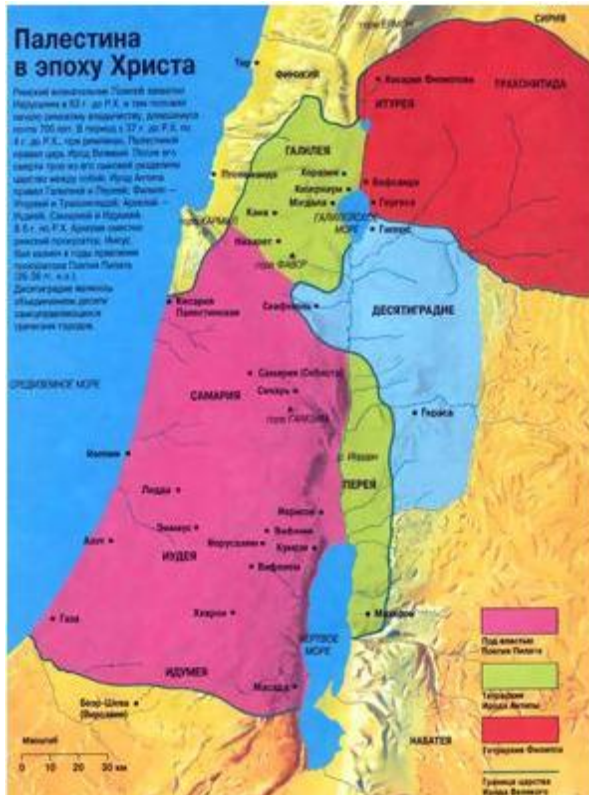 Палестина
в эпоху Христа
Римский военачальник Помпей захватил
Иерусалим в 63 г. до Р.Х. и тем положил
начало римскому владычеству, длившемуся
почти 700 лет. В период с 37 г. до Р.Х. по
4 г. до Р.Х., при римлянах, Палестиной
правил царь Ирод Великий. После его
смерти трое из его сыновей разделили
царство между собой: Ирод Антипа
правил Галилеей и Переей; Филипп —
Итуреей и Трахонитидой; Архелай —
Иудеей, Самарией и Идумеей.
В 6 г. по Р.Х. Архелая сместил
римский прокуратор; Иисус
был казнен в годы правления
прокуратора Понтия Пилата
(26-36 гг. н.э.).
Десятиградие являлось
объединением десяти
самоуправляющихся
греческих городов.
СИРИЯ
гора ЕРМОН
Тир
ФИНИКИЯ
Кесария Филиппова
ТРАХОНИТИДА
ИТУРЕЯ
ГАЛИЛЕЯ
Птолемаида
Хоразин
Капернаум
Вифсаида
Магдала
Гергеса
Кана
ГАЛИЛЕЙСКОЕ
МОРЕ
гора КАРМИЛ
Гиппос
Назарет
гора ФАВОР
Кесария
Палестинская
Скифополь
ДЕСЯТИГРАДИЕ
СРЕДИЗЕМНОЕ МОРЕ
Самария (Себаста)
САМАРИЯ
Сихарь
гора ГАРИЗИМ
Гераса
р. Иордан
Иоппия
ПЕРЕЯ
Лидда
Иерихон
Эммаус
Вифания
Азот
Иерусалим
Кумран
ИУДЕЯ
Вифлеем
Газа
Хеврон
Махерон
МЕРТВОЕ
МОРЕ
ИДУМЕЯ
Масада
Беэр-Шева
(Вирсавия)
НАБАТЕЯ
Масштаб
0 10 20 30 км
Под властью
Понтия Пилата
Тетрархия
Ирода Антипы
Тетрархия Филиппа
Граница царства
Ирода Великого